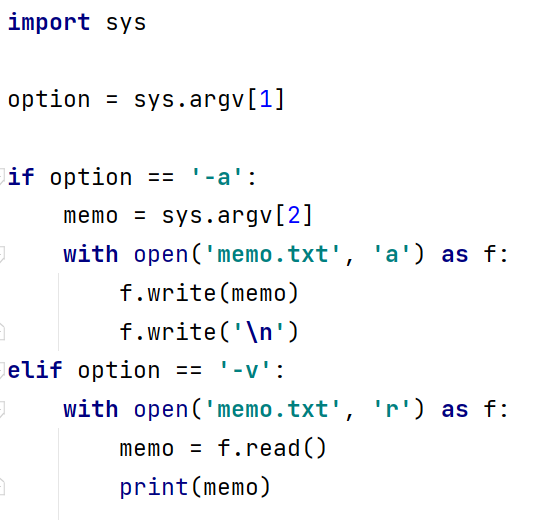 import sys
option = sys.argv[1]
if option == '-a':
    memo = sys.argv[2]
    with open('memo.txt', 'a') as f:
        f.write(memo)
        f.write('\n')
elif option == '-v':
    with open('memo.txt', 'r') as f:
        memo = f.read()
        print(memo)